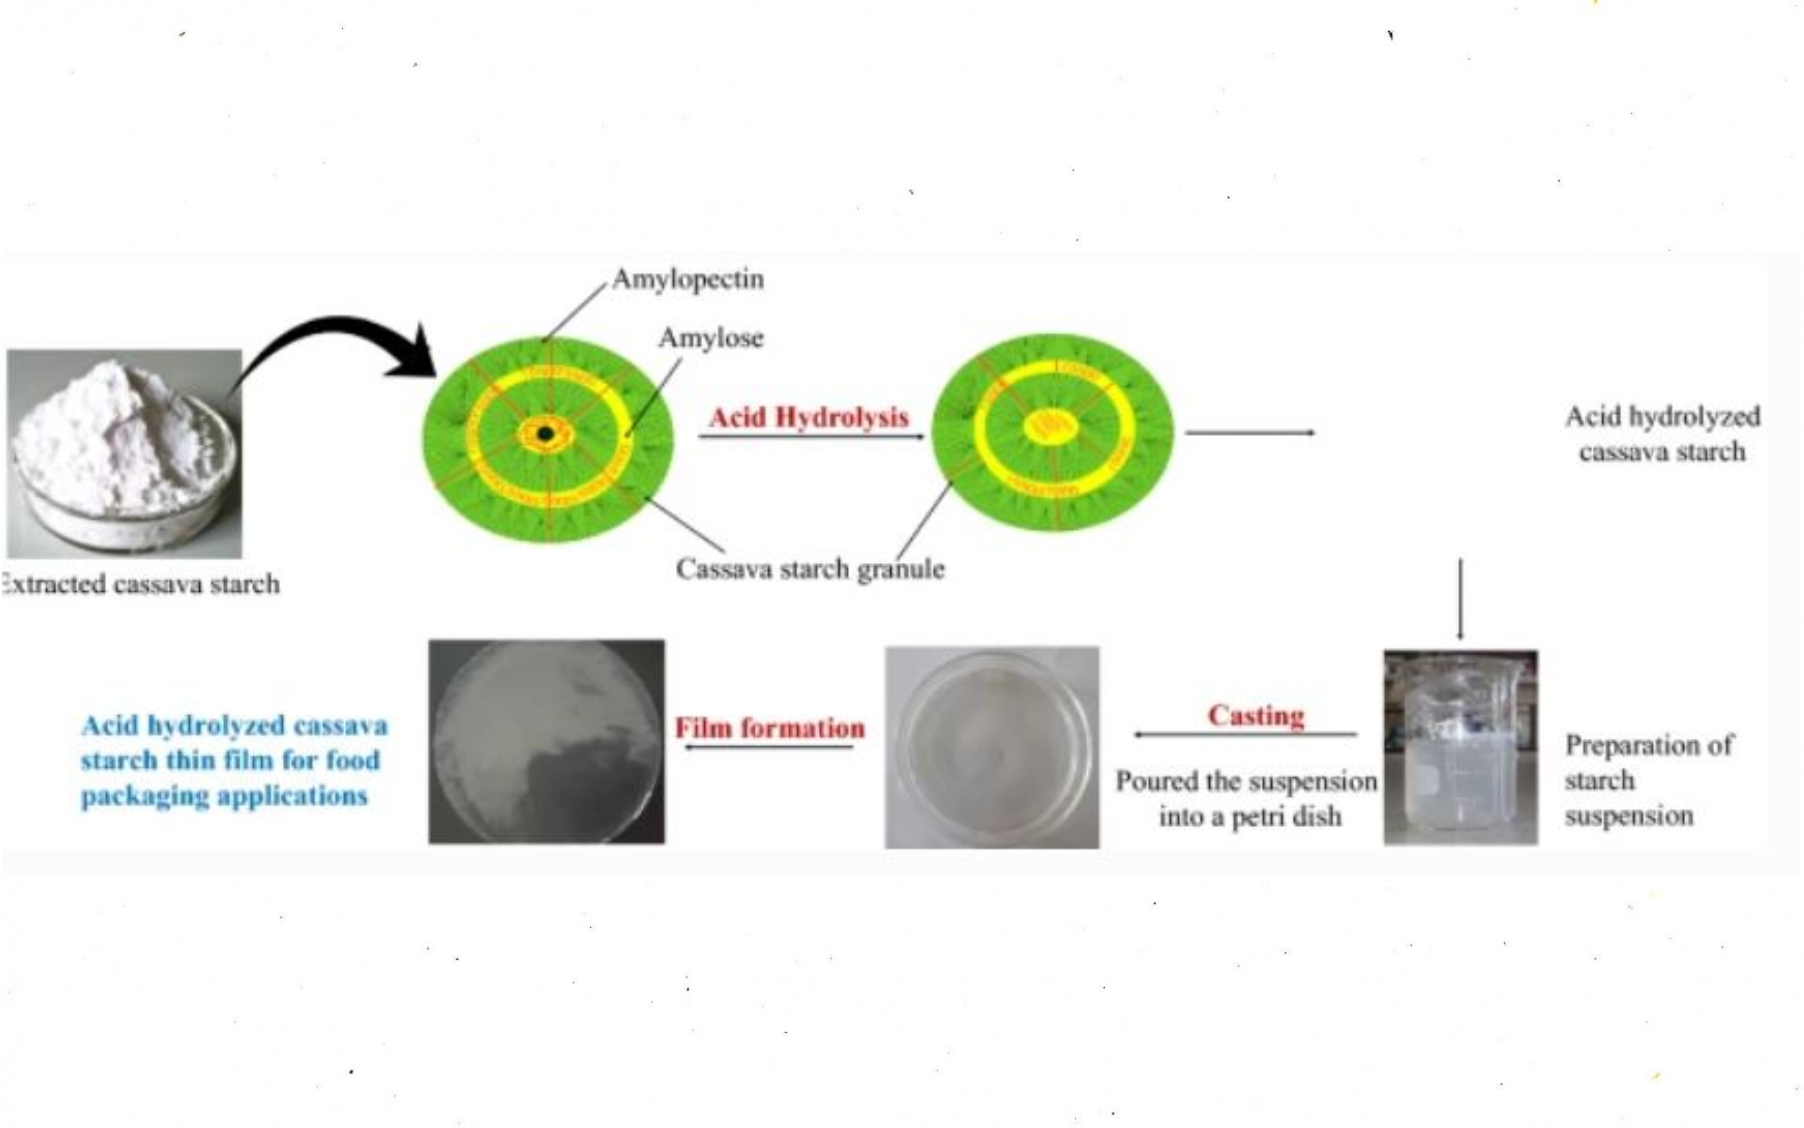 Amylopectin
Amylose
Acid Hydrolysis
Acid hydrolyzed
cassava starch
Cassava starch granule
Extracted cassava starch
Acid hydrolyzed cassava
starch thin film for food
packaging applications
Film formation
Casting
Poured the suspension
into a petri dish
Preparation of
starch
suspension